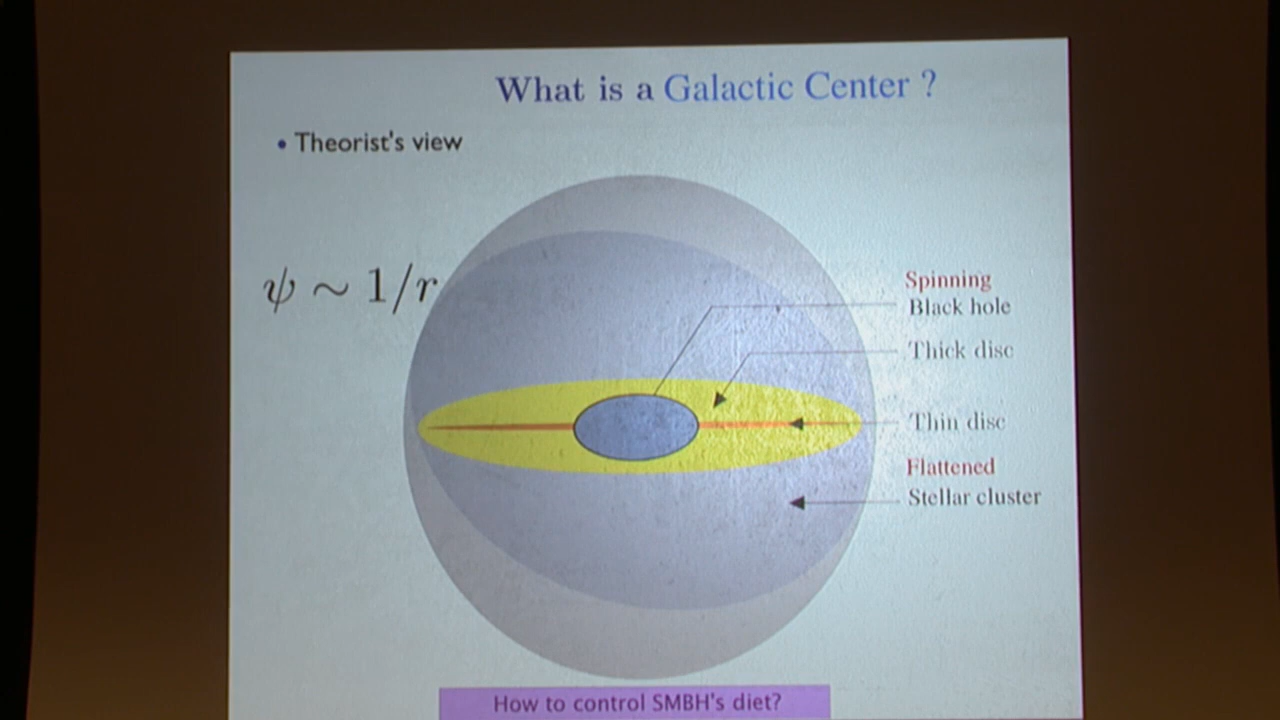 What is a Galactic Center ?
• Theorist's view
ψ ∼ 1/r
Spinning
Black hole
Thick disc
Thin disc
Flattened
Stellar cluster
How to control SMBH's diet?